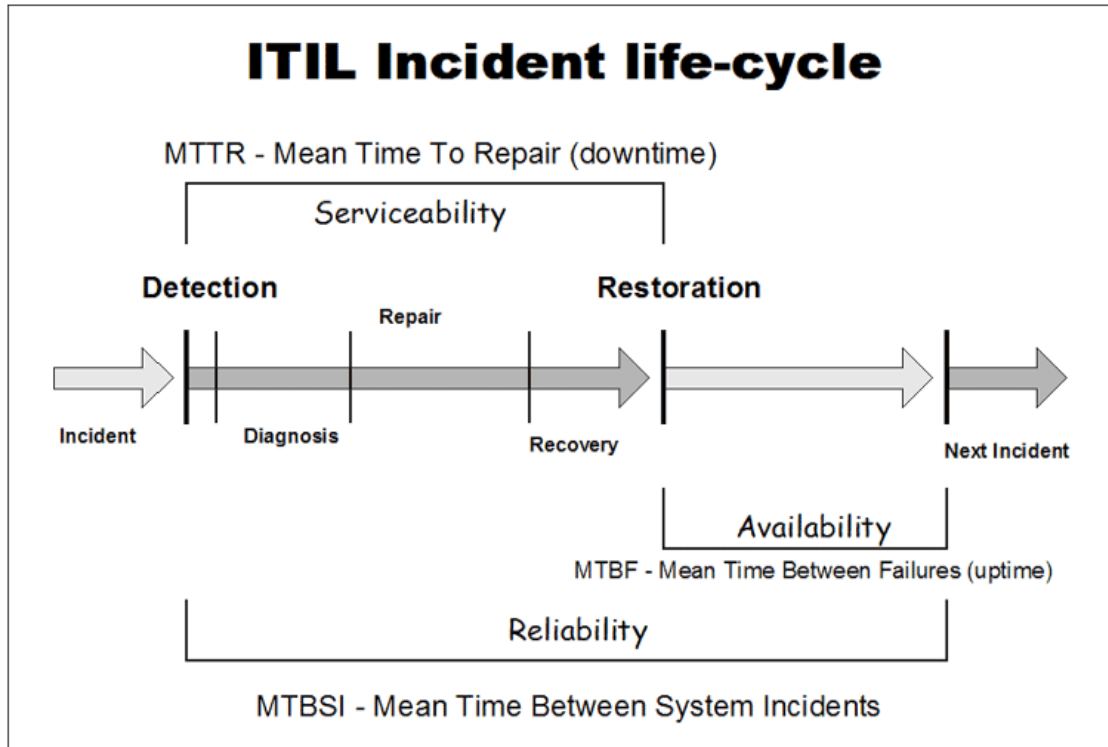 ITIL Incident life-cycle
MTTR - Mean Time To Repair (downtime)
Serviceability
Detection
Restoration
Repair
Incident
Diagnosis
Recovery
Next Incident
Availability
MTBF - Mean Time Between Failures (uptime)
Reliability
MTBSI - Mean Time Between System Incidents